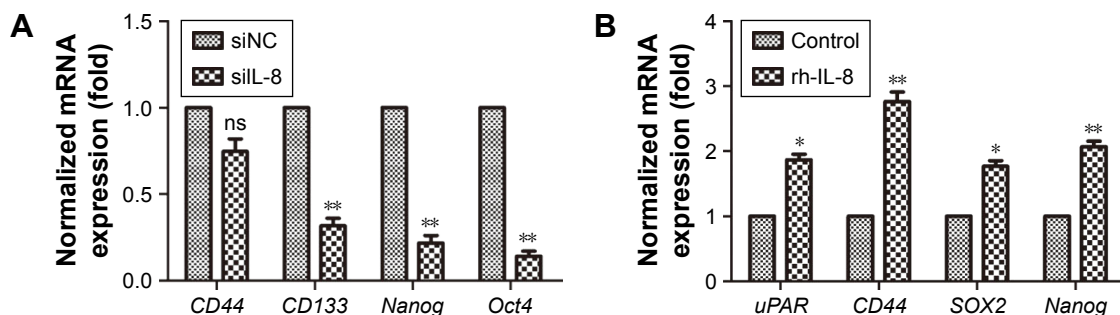 A
Normalized mRNA
expression (fold)
1.5
1.0
0.5
0.0
siNC
siIL-8
ns
**
**
**
CD44
CD133
Nanog
Oct4
B
Normalized mRNA
expression (fold)
4
3
2
1
0
Control
rh-IL-8
*
**
*
**
uPAR
CD44
SOX2
Nanog